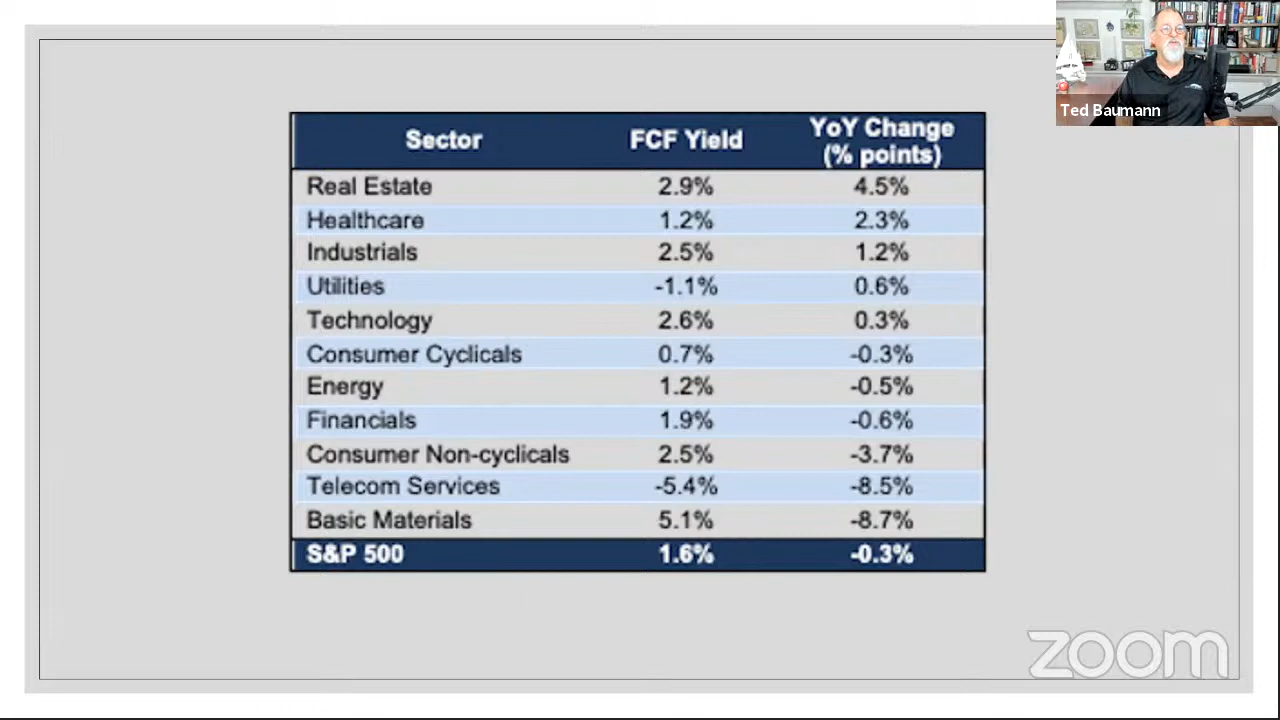 Ted Baumann
Sector FCF Yield YoY Change (% points)
Real Estate 2.9% 4.5%
Healthcare 1.2% 2.3%
Industrials 2.5% 1.2%
Utilities -1.1% 0.6%
Technology 2.6% 0.3%
Consumer Cyclicals 0.7% -0.3%
Energy 1.2% -0.5%
Financials 1.9% -0.6%
Consumer Non-cyclicals 2.5% -3.7%
Telecom Services -5.4% -8.5%
Basic Materials 5.1% -8.7%
S&P 500 1.6% -0.3%
zoom